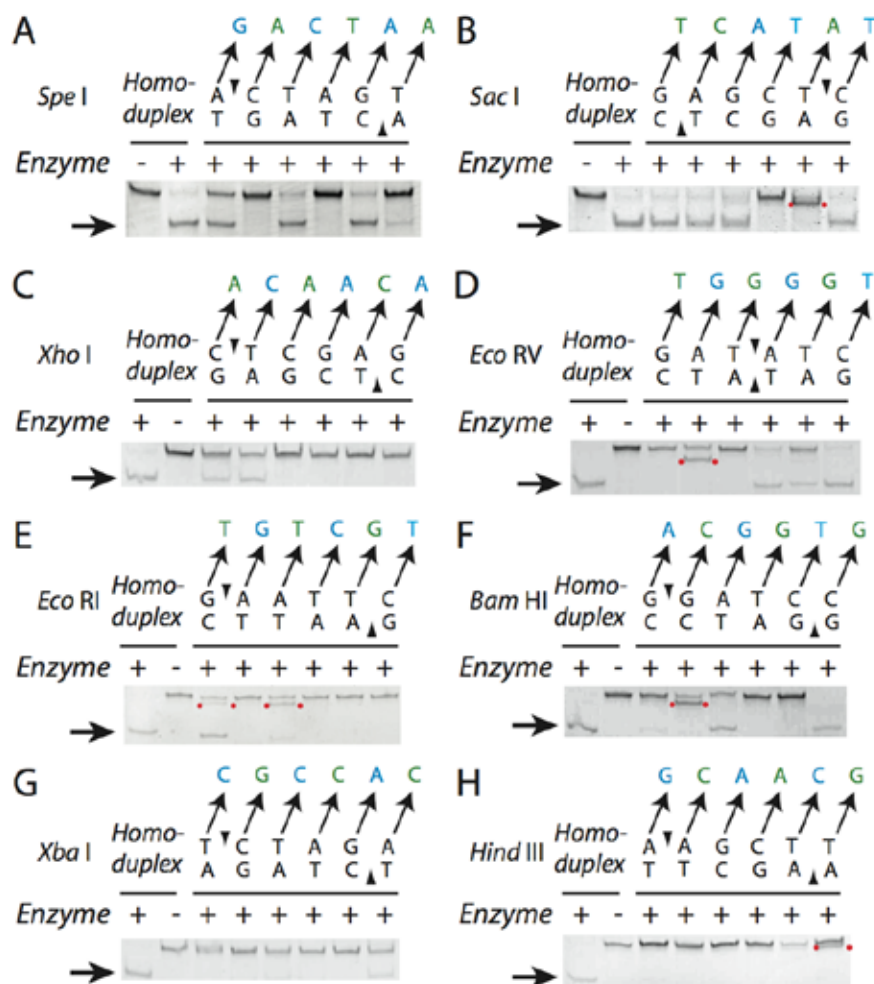 A
G A C T A A
Spe I
Homo-
duplex
A C T A G T
T G A T C A
Enzyme - + + + + + + +
B
T C A T A T
Sac I
Homo-
duplex
G A G C T C
C T C G A G
Enzyme - + + + + + + +
C
A C A A C A
Xho I
Homo-
duplex
C T C G A G
G A G C T C
Enzyme + - + + + + + +
D
T G G G G T
Eco RV
Homo-
duplex
G A T A T C
C T A T A G
Enzyme + - + + + + + +
E
T G T C G T
Eco RI
Homo-
duplex
G A A T T C
C T T A A G
Enzyme + - + + + + + +
F
A C G G T G
Bam HI
Homo-
duplex
G G A T C C
C C T A G G
Enzyme + - + + + + + +
G
C G C C A C
Xba I
Homo-
duplex
T C T A G A
A G A T C T
Enzyme + - + + + + + +
H
G C A A C G
Hind III
Homo-
duplex
A A G C T T
T T C G A A
Enzyme + - + + + + + +